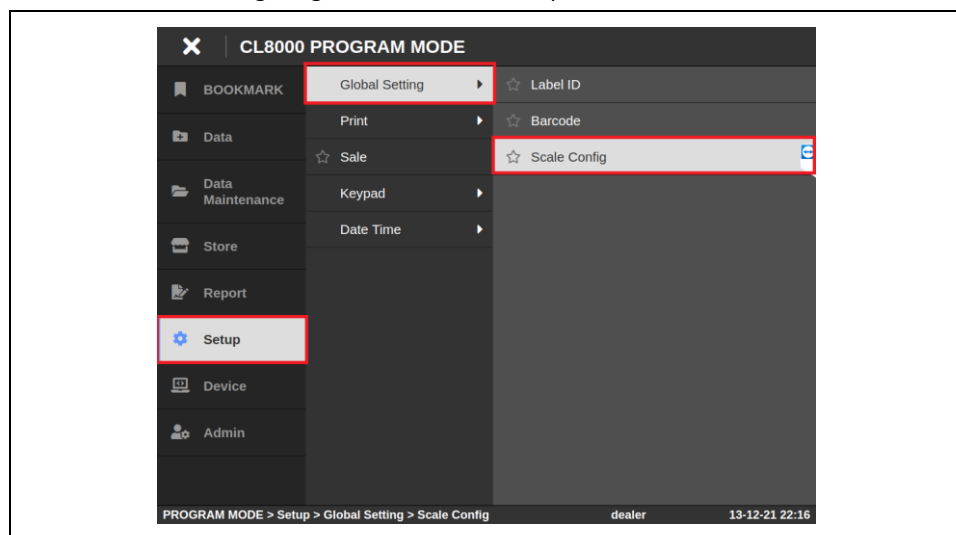 CL8000 PROGRAM MODE
BOOKMARK
Data
Data
Maintenance
Store
Report
Setup
Device
Admin
Global Setting
Print
Sale
Keypad
Date Time
Label ID
Barcode
Scale Config
PROGRAM MODE > Setup > Global Setting > Scale Config dealer 13-12-21 22:16